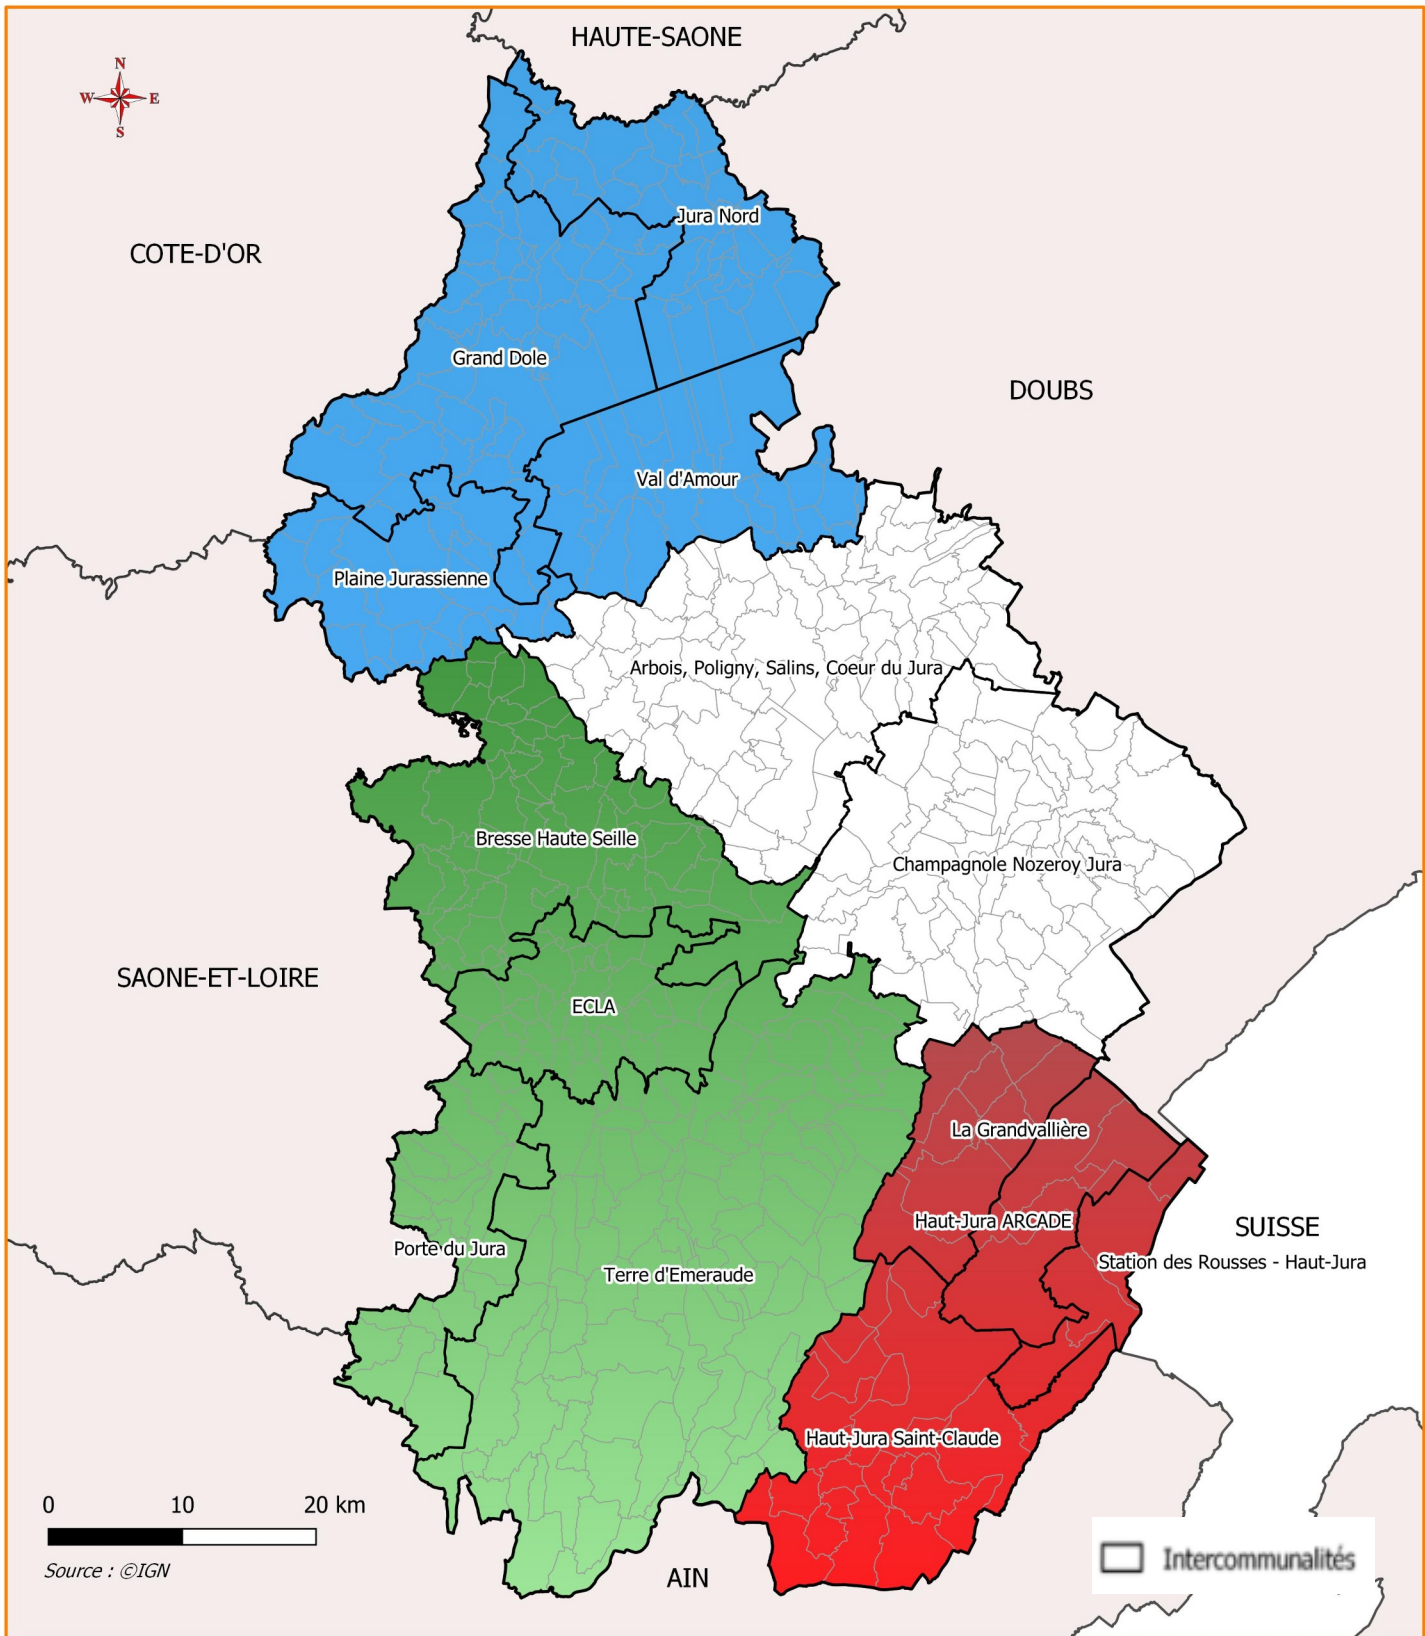 HAUTE-SAONE
N
W E
S
Jura Nord
COTE-D'OR
Grand Dole
DOUBS
Val d'Amour
Plaine Jurassienne
Arbois, Poligny, Salins, Coeur du Jura
Bresse Haute Seille
Champagnole Nozeroy Jura
SAONE-ET-LOIRE
ECLA
La Grandvallière
Haut-Jura ARCADE
SUISSE
Porte du Jura
Station des Rousses - Haut-Jura
Terre d'Emeraude
Haut-Jura Saint-Claude
0 10 20 km
Source : ©IGN
AIN
Intercommunalités